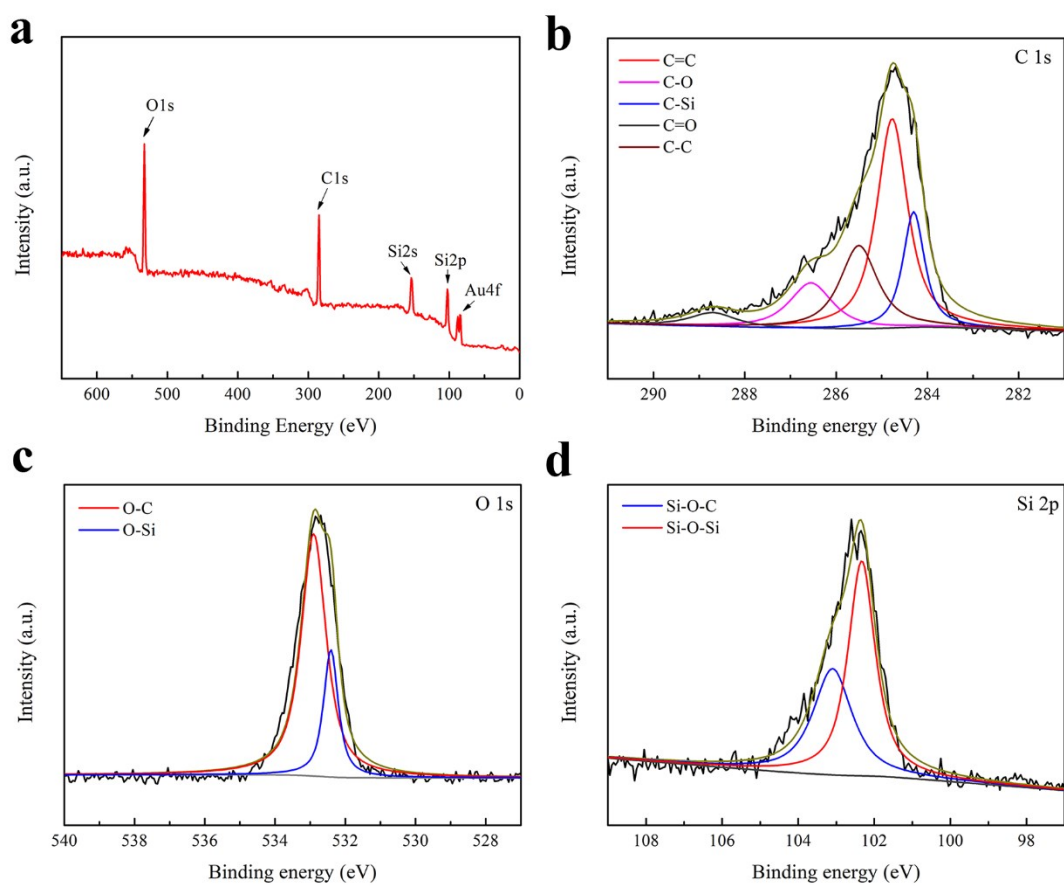 a
O1s
C1s
Si2s
Si2p
Au4f
Intensity (a.u.)
600 500 400 300 200 100 0
Binding Energy (eV)
b
C 1s
C=C
C-O
C-Si
C=O
C-C
Intensity (a.u.)
290 288 286 284 282
Binding energy (eV)
c
O 1s
O-C
O-Si
Intensity (a.u.)
540 538 536 534 532 530 528
Binding energy (eV)
d
Si 2p
Si-O-C
Si-O-Si
Intensity (a.u.)
108 106 104 102 100 98
Binding energy (eV)